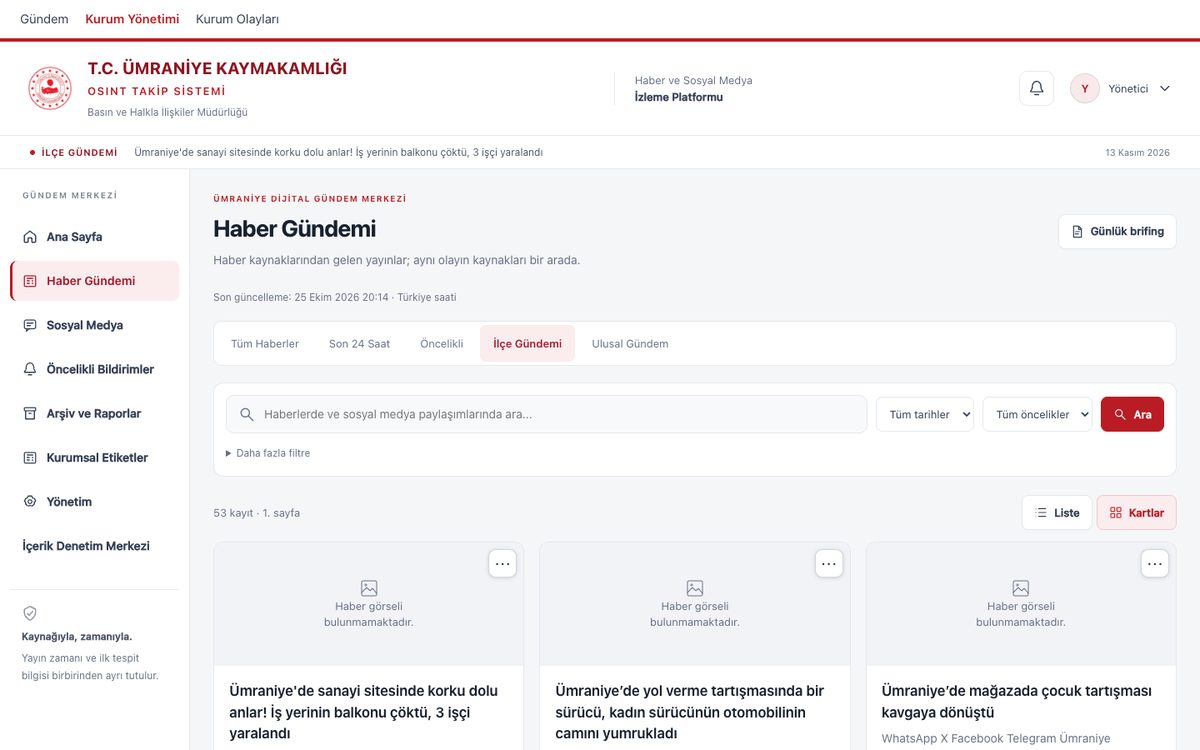 Gündem Kurum Yönetimi Kurum Olayları
T.C. ÜMRANİYE KAYMAKAMLIĞI
OSINT TAKİP SİSTEMİ
Basın ve Halkla İlişkiler Müdürlüğü
Haber ve Sosyal Medya
İzleme Platformu
Y Yönetici
İLÇE GÜNDEMİ Ümraniye'de sanayi sitesinde korku dolu anlar! İş yerinin balkonu çöktü, 3 işçi yaralandı 13 Kasım 2026
GÜNDEM MERKEZİ
Ana Sayfa
Haber Gündemi
Sosyal Medya
Öncelikli Bildirimler
Arşiv ve Raporlar
Kurumsal Etiketler
Yönetim
İçerik Denetim Merkezi
Kaynağıyla, zamanıyla.
Yayın zamanı ve ilk tespit
bilgisi birbirinden ayrı tutulur.
ÜMRANİYE DİJİTAL GÜNDEM MERKEZİ
Haber Gündemi
Günlük brifing
Haber kaynaklarından gelen yayınlar; aynı olayın kaynakları bir arada.
Son güncelleme: 25 Ekim 2026 20:14 · Türkiye saati
Tüm Haberler Son 24 Saat Öncelikli İlçe Gündemi Ulusal Gündem
Haberlerde ve sosyal medya paylaşımlarında ara... Tüm tarihler Tüm öncelikler Ara
Daha fazla filtre
53 kayıt · 1. sayfa Liste Kartlar
Haber görseli
bulunmamaktadır.
Ümraniye'de sanayi sitesinde korku dolu
anlar! İş yerinin balkonu çöktü, 3 işçi
yaralandı
Haber görseli
bulunmamaktadır.
Ümraniye’de yol verme tartışmasında bir
sürücü, kadın sürücünün otomobilinin
camını yumrukladı
Haber görseli
bulunmamaktadır.
Ümraniye’de mağazada çocuk tartışması
kavgaya dönüştü
WhatsApp X Facebook Telegram Ümraniye